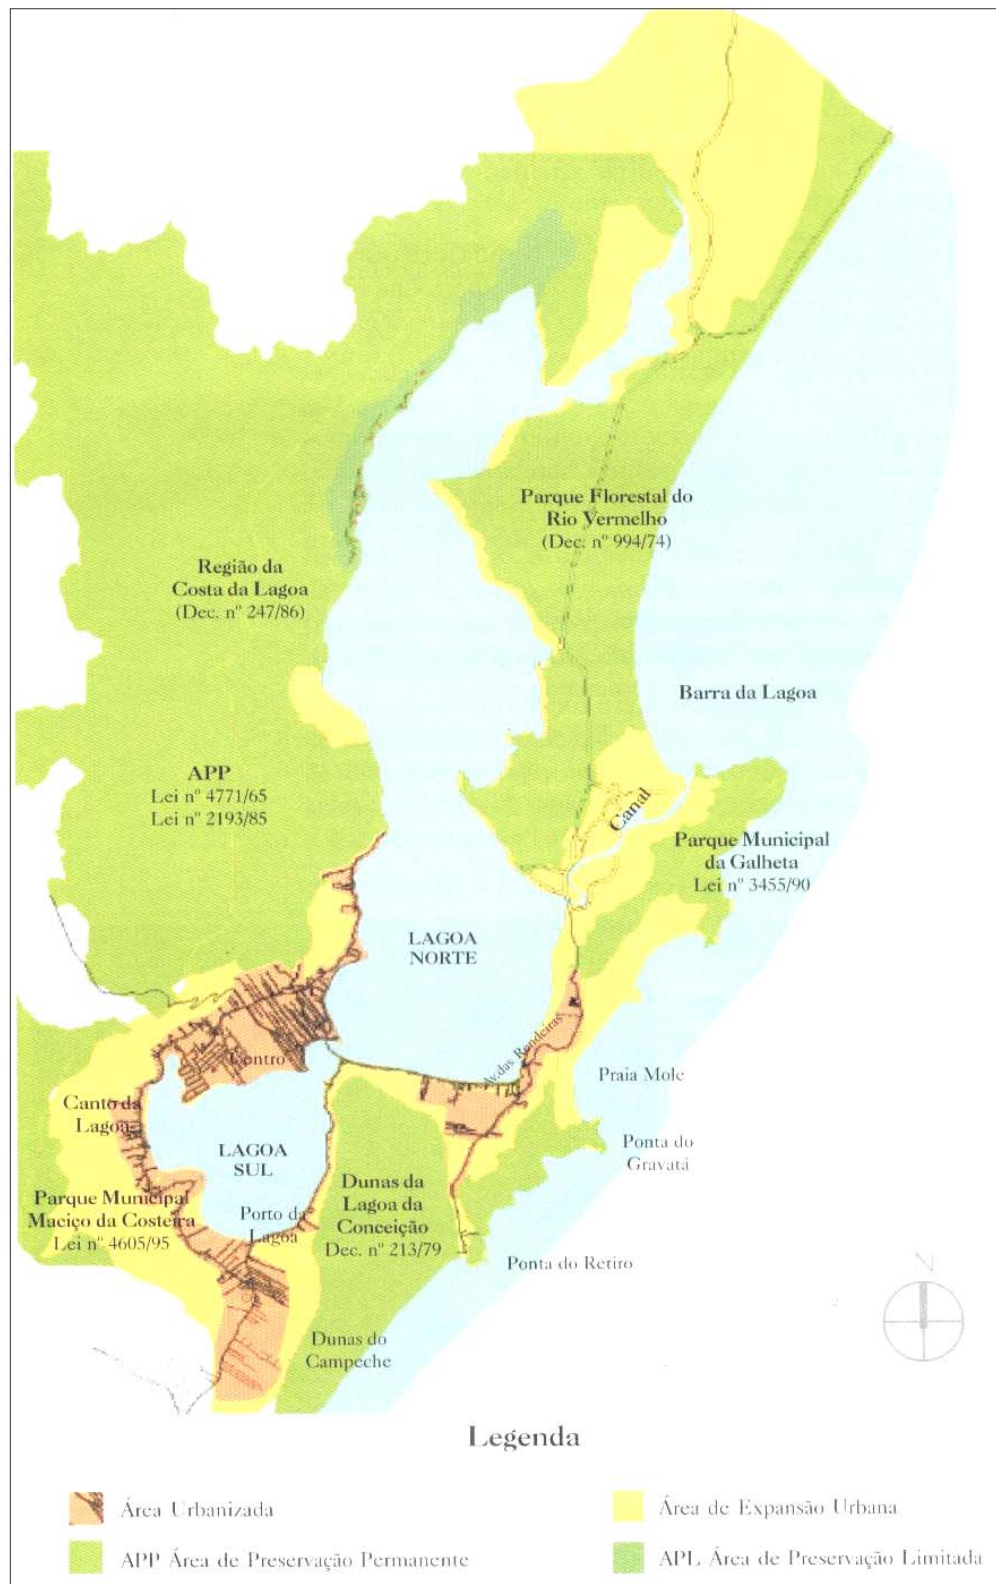 Parque Florestal do
Rio Vermelho
(Dec. nº 994/74)
Região da
Costa da Lagoa
(Dec. nº 247/86)
Barra da Lagoa
APP
Lei nº 4771/65
Lei nº 2193/85
Canal
Parque Municipal
da Galheta
Lei nº 3455/90
LAGOA
NORTE
Centro
Av.das Rendeiras
Praia Mole
Canto da
Lagoa
Ponta do
Gravatá
LAGOA
SUL
Parque Municipal
Maciço da Costeira
Lei nº 4605/95
Dunas da
Lagoa da
Conceição
Dec. nº 213/79
Porto da
Lagoa
Ponta do Retiro
N
Dunas do
Campeche
Legenda
Área Urbanizada
Área de Expansão Urbana
APP Área de Preservação Permanente
APL Área de Preservação Limitada